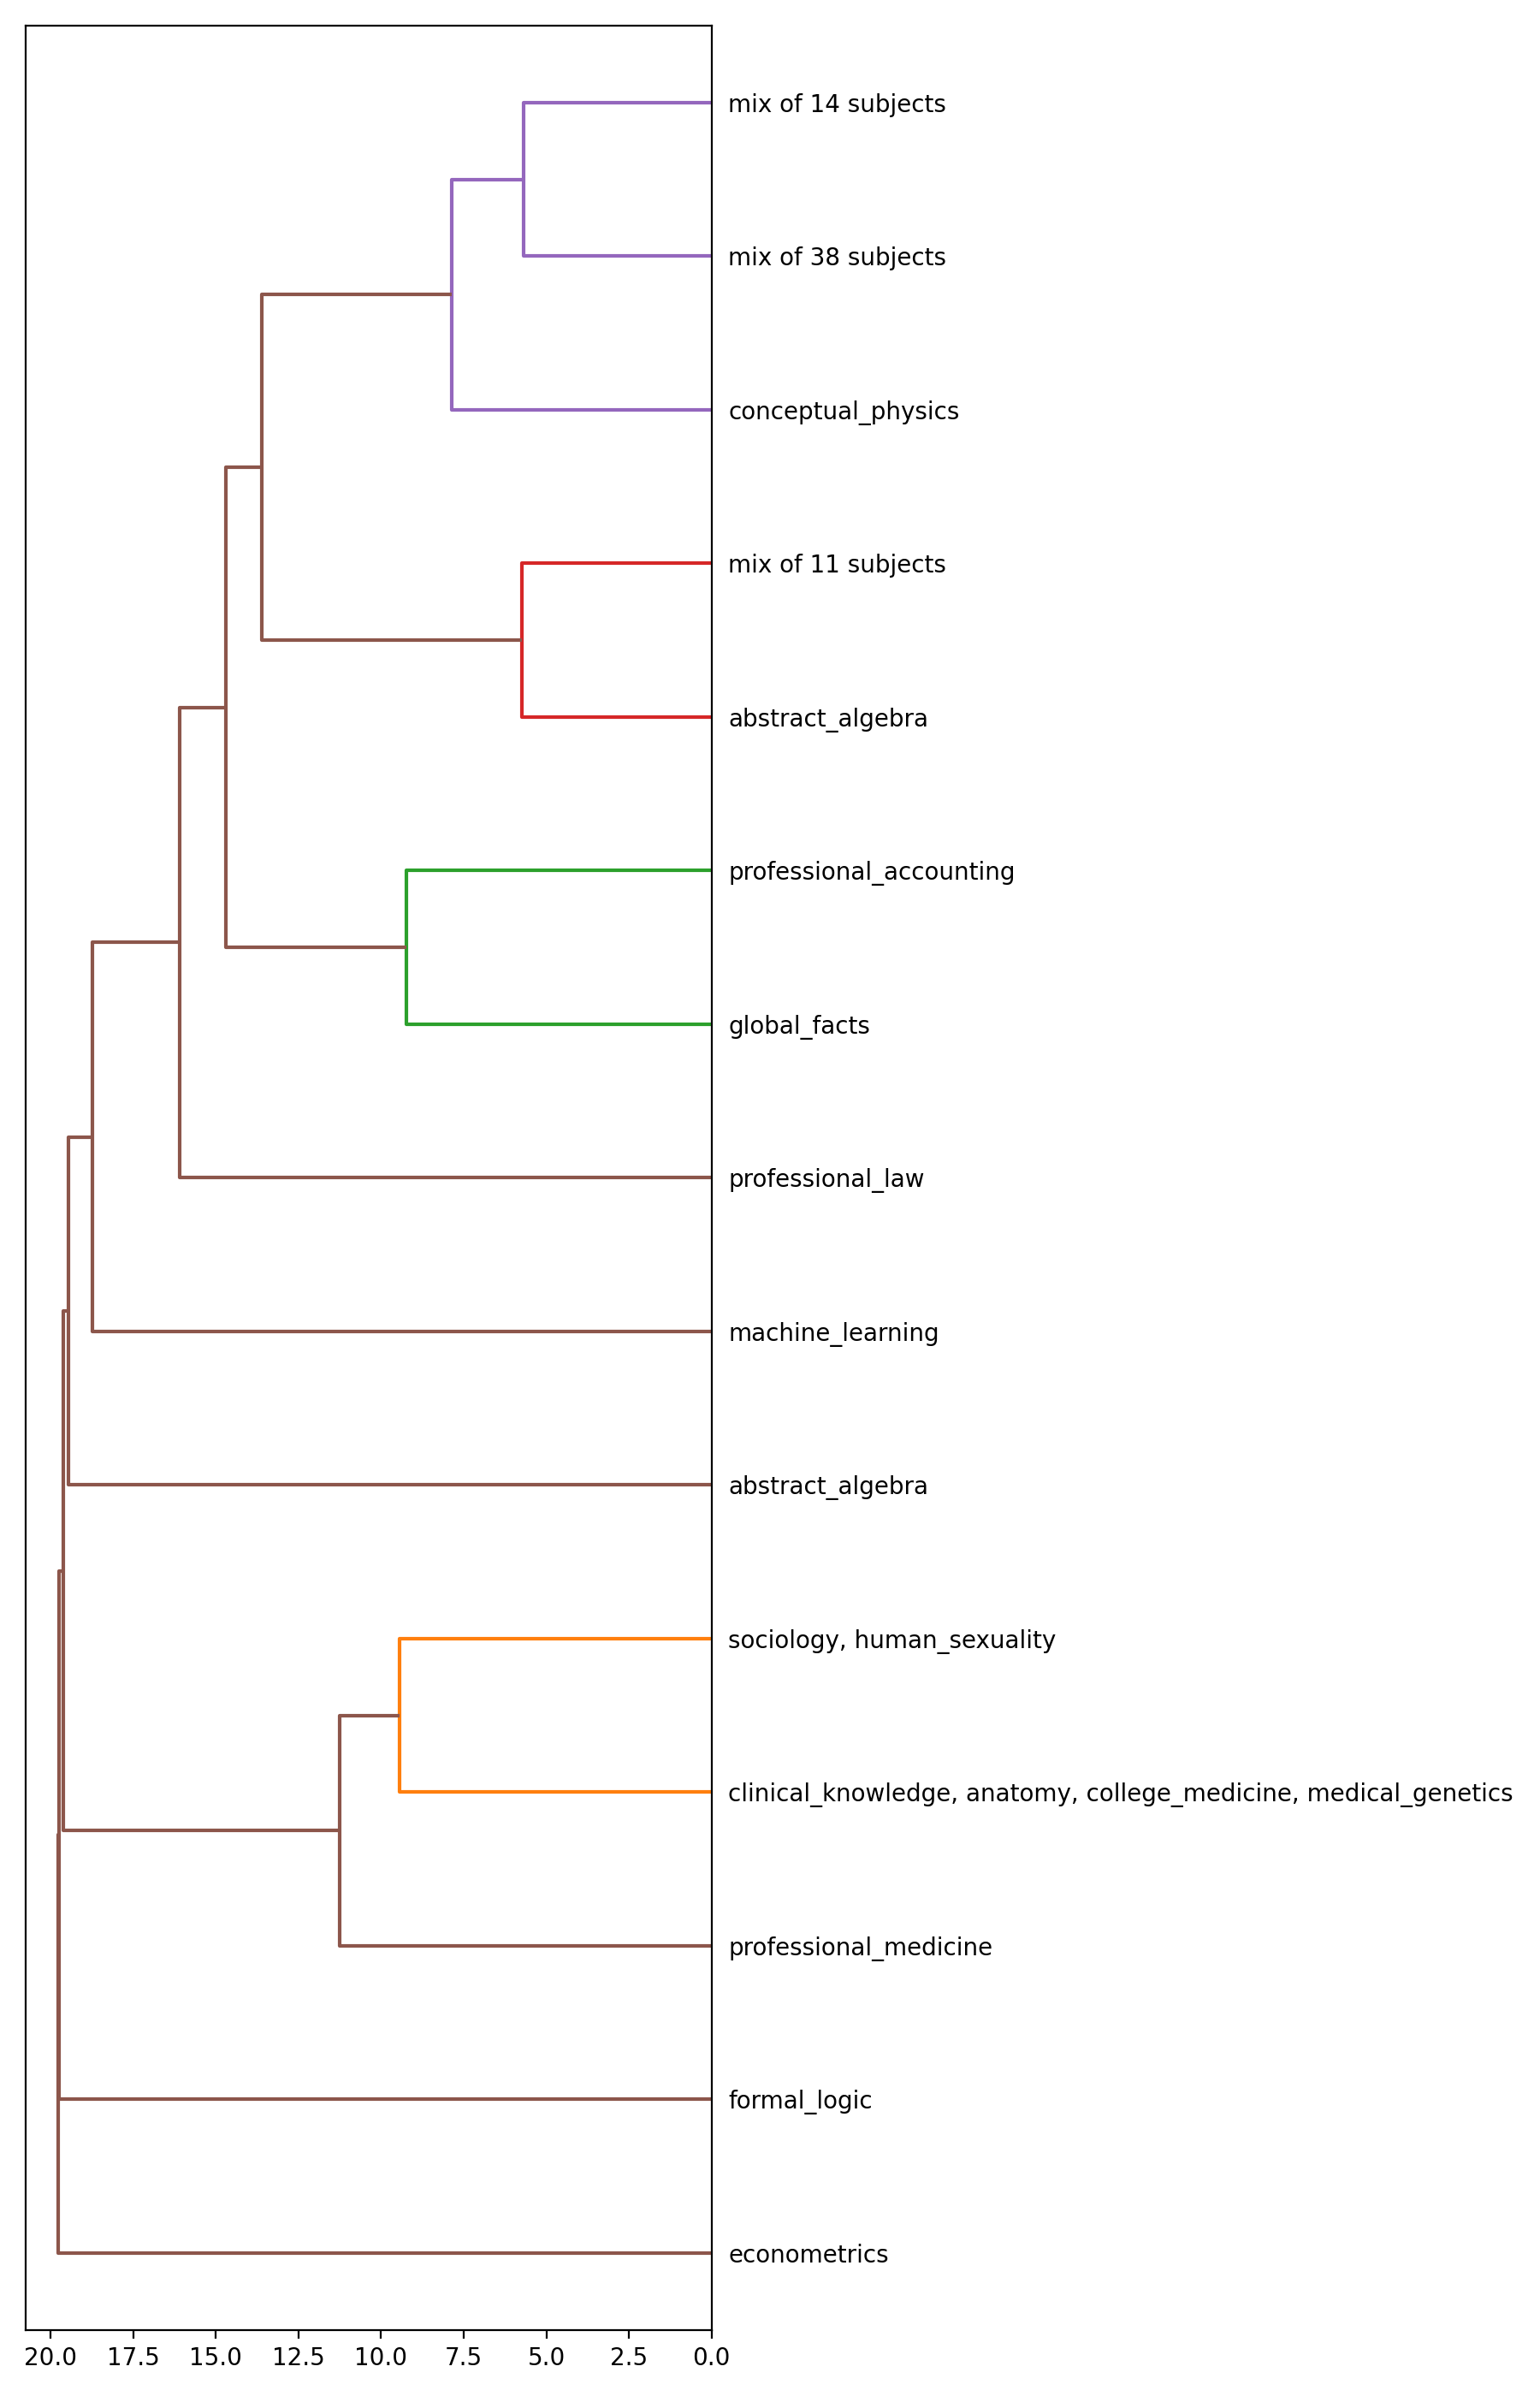 mix of 14 subjects
mix of 38 subjects
conceptual_physics
mix of 11 subjects
abstract_algebra
professional_accounting
global_facts
professional_law
machine_learning
abstract_algebra
sociology, human_sexuality
clinical_knowledge, anatomy, college_medicine, medical_genetics
professional_medicine
formal_logic
econometrics
20.0 17.5 15.0 12.5 10.0 7.5 5.0 2.5 0.0